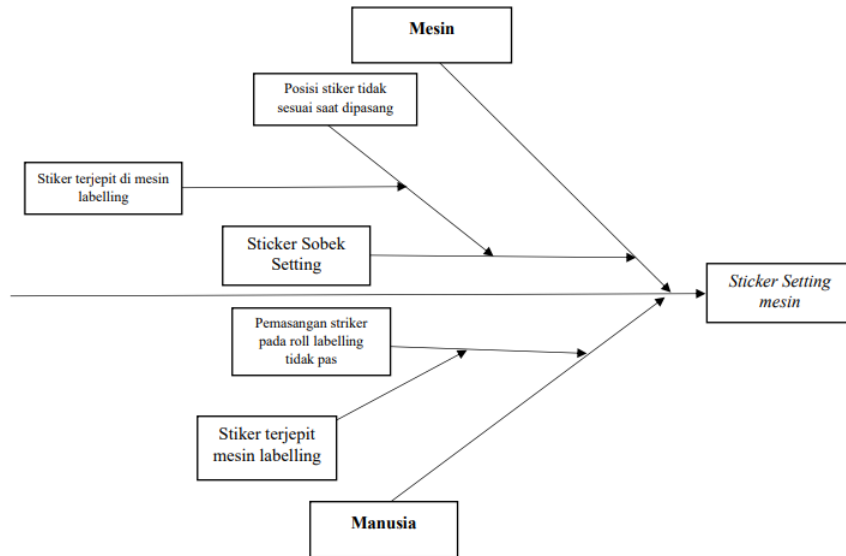 Mesin
Posisi stiker tidak
sesuai saat dipasang
Stiker terjepit di mesin
labelling
Sticker Sobek
Setting
Sticker Setting
mesin
Pemasangan striker
pada roll labelling
tidak pas
Stiker terjepit
mesin labelling
Manusia